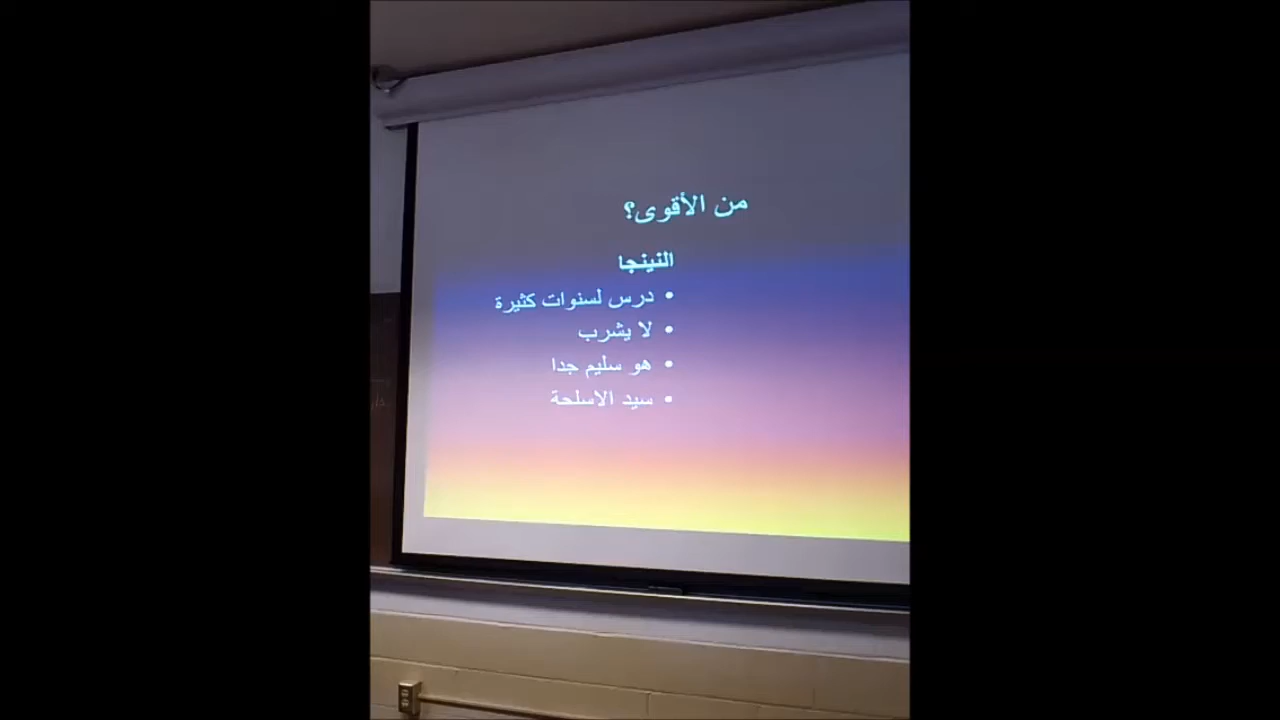 من الأقوى؟
النينجا
• درس لسنوات كثيرة
• لا يشرب
• هو سليم جدا
• سيد الاسلحة